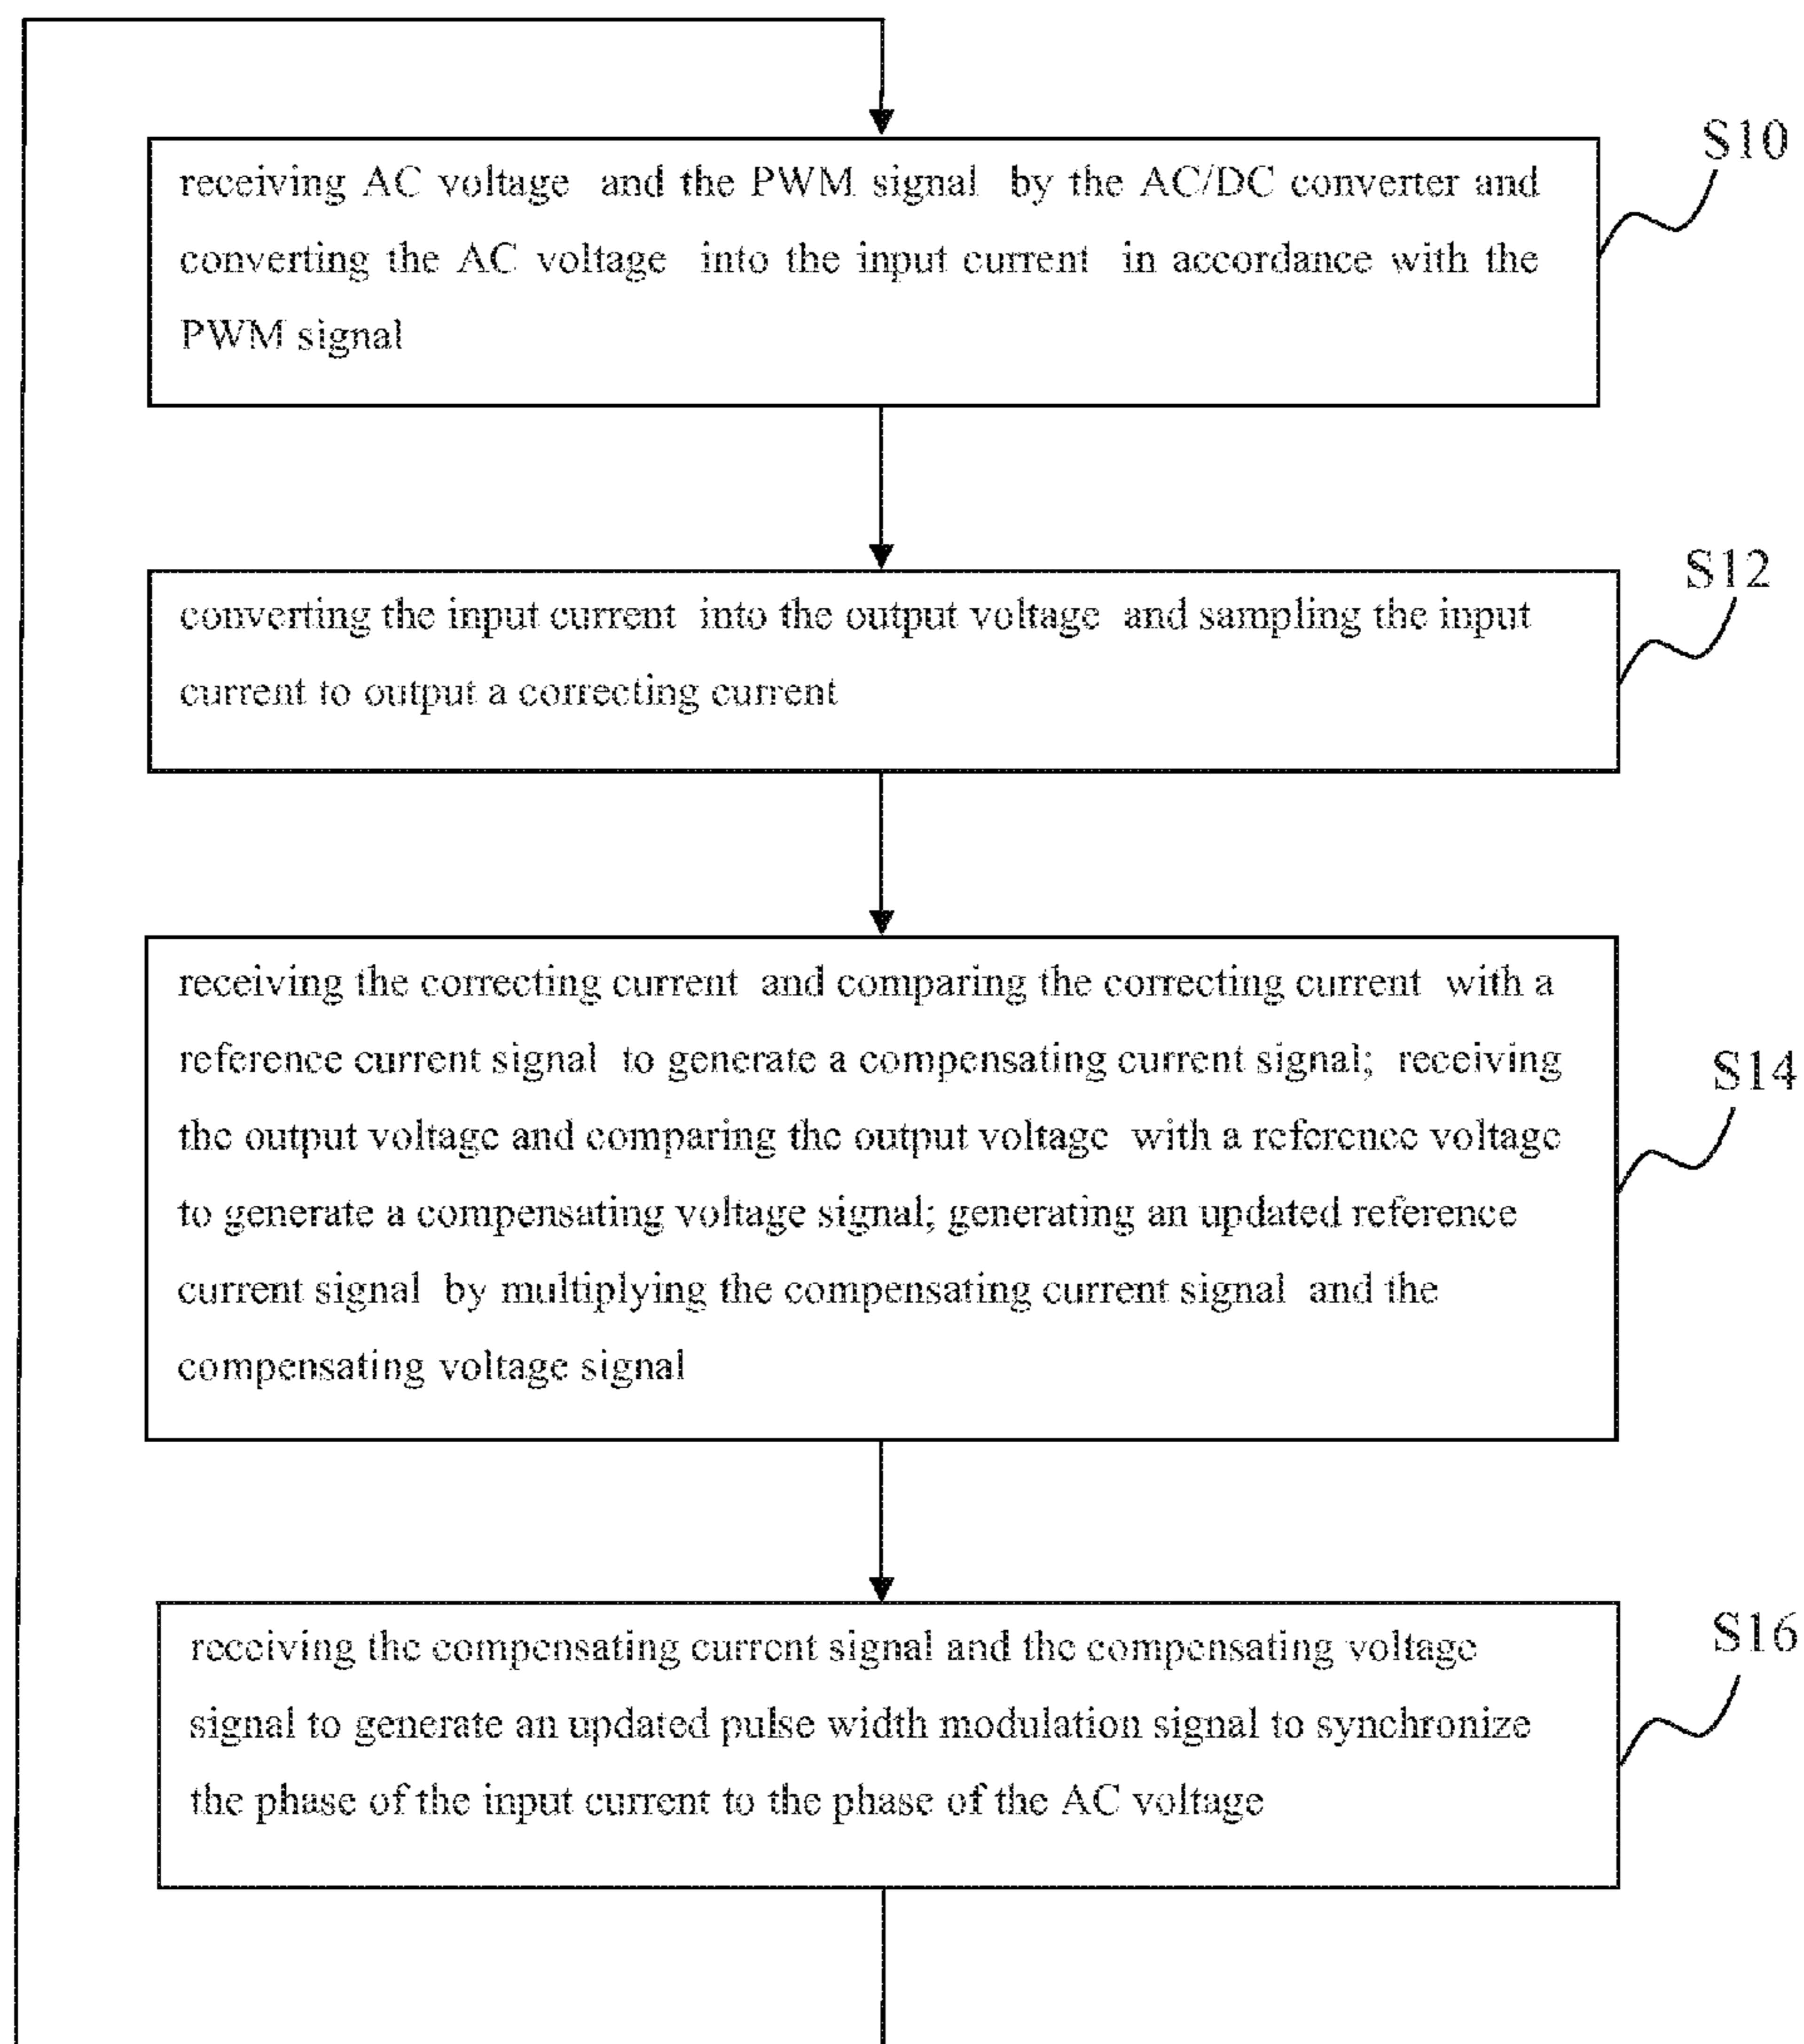 S10
receiving AC voltage and the PWM signal by the AC/DC converter and
converting the AC voltage into the input current in accordance with the
PWM signal
S12
converting the input current into the output voltage and sampling the input
current to output a correcting current
receiving the correcting current and comparing the correcting current with a
reference current signal to generate a compensating current signal; receiving
S14
the output voltage and comparing the output voltage with a reference voltage
to generate a compensating voltage signal; generating an updated reference
current signal by multiplying the compensating current signal and the
compensating voltage signal
S16
receiving the compensating current signal and the compensating voltage
signal to generate an updated pulse width modulation signal to synchronize
the phase of the input current to the phase of the AC voltage